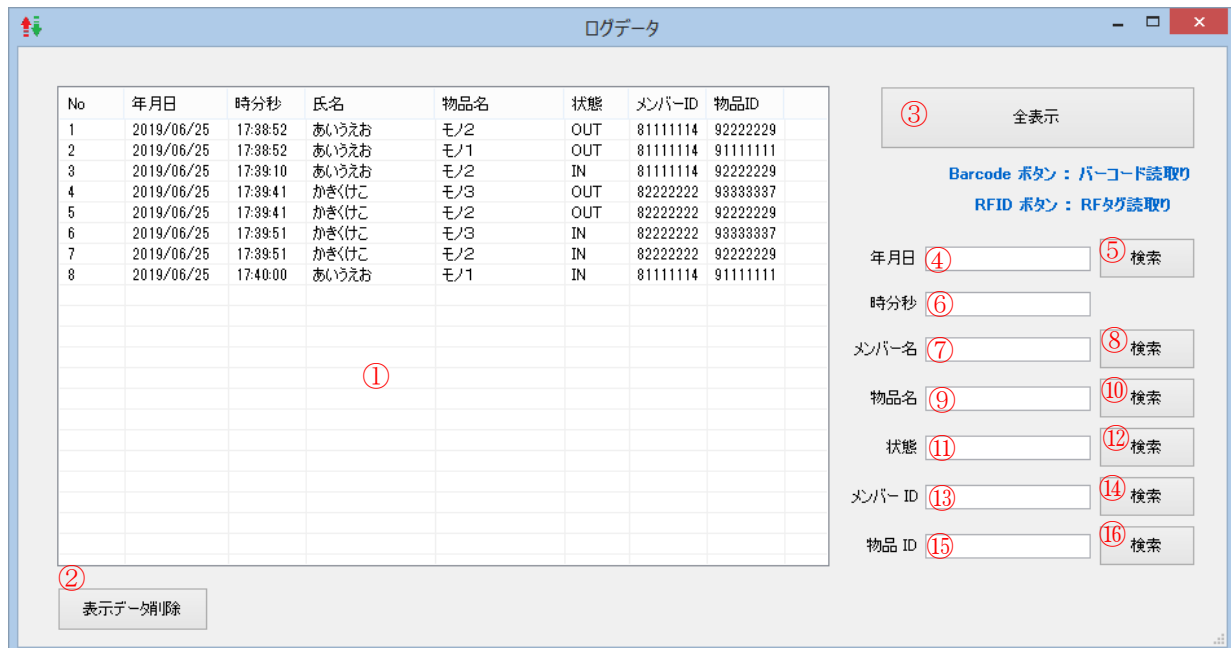 ログデータ
No 年月日 時分秒 氏名 物品名 状態 メンバーID 物品ID
1 2019/06/25 17:38:52 あいうえお モノ2 OUT 81111114 92222229
2 2019/06/25 17:38:52 あいうえお モノ1 OUT 81111114 91111111
3 2019/06/25 17:39:10 あいうえお モノ2 IN 81111114 92222229
4 2019/06/25 17:39:41 かきくけこ モノ3 OUT 82222222 93333337
5 2019/06/25 17:39:41 かきくけこ モノ2 OUT 82222222 92222229
6 2019/06/25 17:39:51 かきくけこ モノ3 IN 82222222 93333337
7 2019/06/25 17:39:51 かきくけこ モノ2 IN 82222222 92222229
8 2019/06/25 17:40:00 あいうえお モノ1 IN 81111114 91111111
①
②
表示データ削除
③ 全表示
Barcode ボタン : バーコード読取り
RFID ボタン : RFタグ読取り
年月日 ④ ⑤ 検索
時分秒 ⑥
メンバー名 ⑦ ⑧ 検索
物品名 ⑨ ⑩ 検索
状態 ⑪ ⑫ 検索
メンバー ID ⑬ ⑭ 検索
物品 ID ⑮ ⑯ 検索